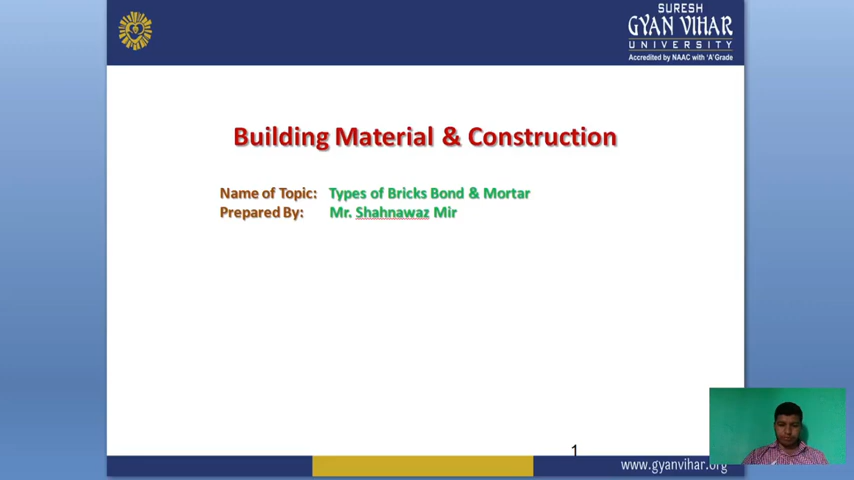 SURESH
GYAN VIHAR
UNIVERSITY
Accredited by NAAC with 'A' Grade
Building Material & Construction
Name of Topic: Types of Bricks Bond & Mortar
Prepared By: Mr. Shahnawaz Mir
1
www.gyanvihar.org